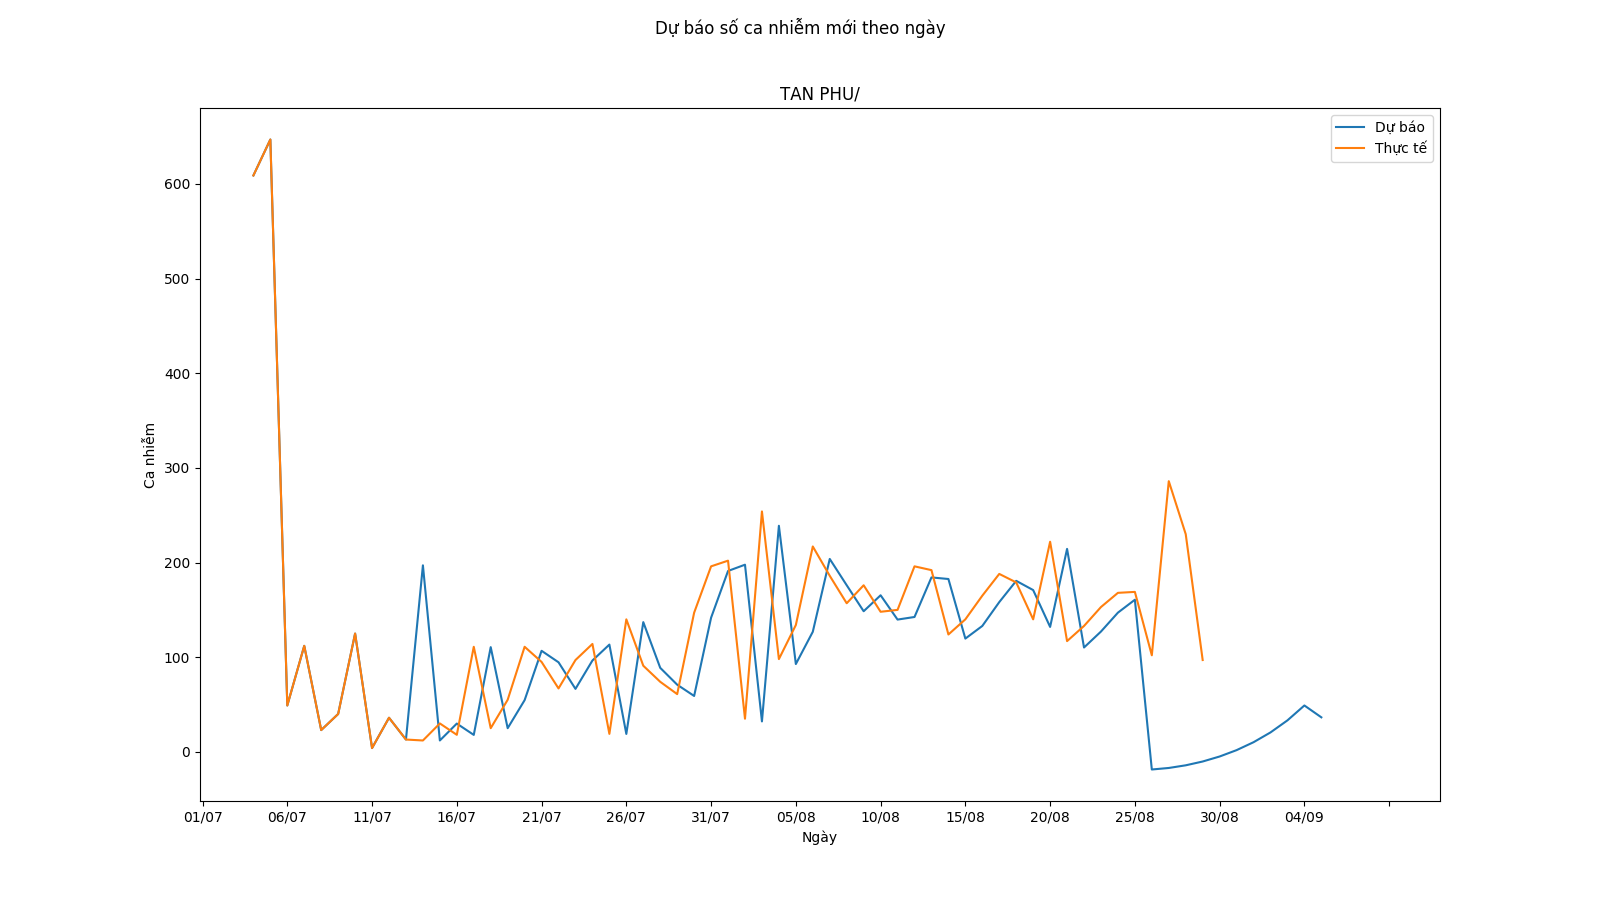 Dự báo số ca nhiễm mới theo ngày
TAN PHU/
Dự báo
Thực tế
Ca nhiễm
600
500
400
300
200
100
0
01/07 06/07 11/07 16/07 21/07 26/07 31/07 05/08 10/08 15/08 20/08 25/08 30/08 04/09
Ngày